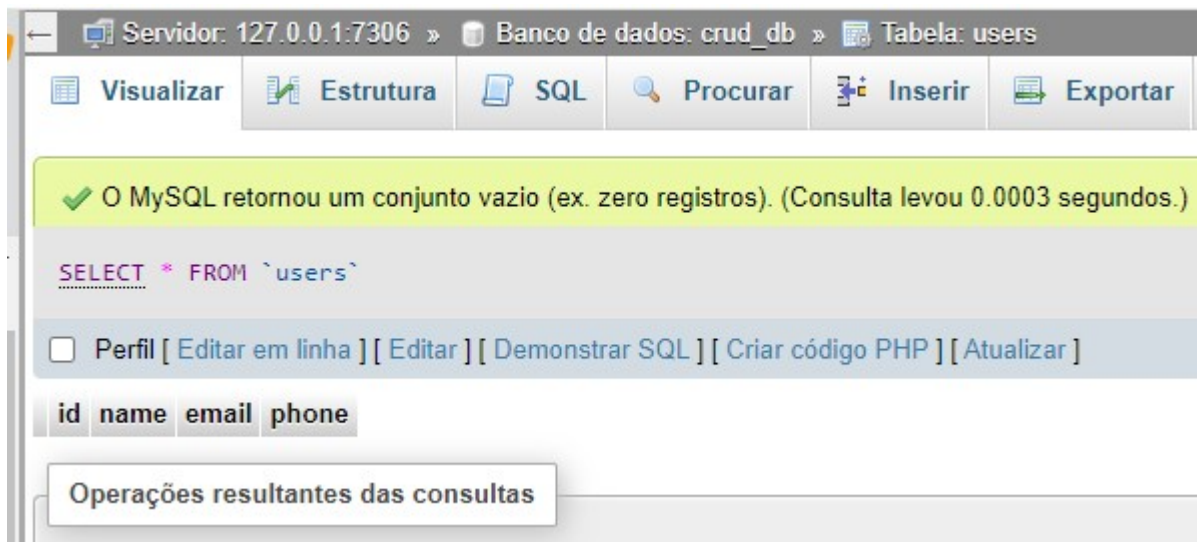 ← Servidor: 127.0.0.1:7306 » Banco de dados: crud_db » Tabela: users
Visualizar Estrutura SQL Procurar Inserir Exportar
O MySQL retornou um conjunto vazio (ex. zero registros). (Consulta levou 0.0003 segundos.)
SELECT * FROM `users`
Perfil [ Editar em linha ] [ Editar ] [ Demonstrar SQL ] [ Criar código PHP ] [ Atualizar ]
id name email phone
Operações resultantes das consultas